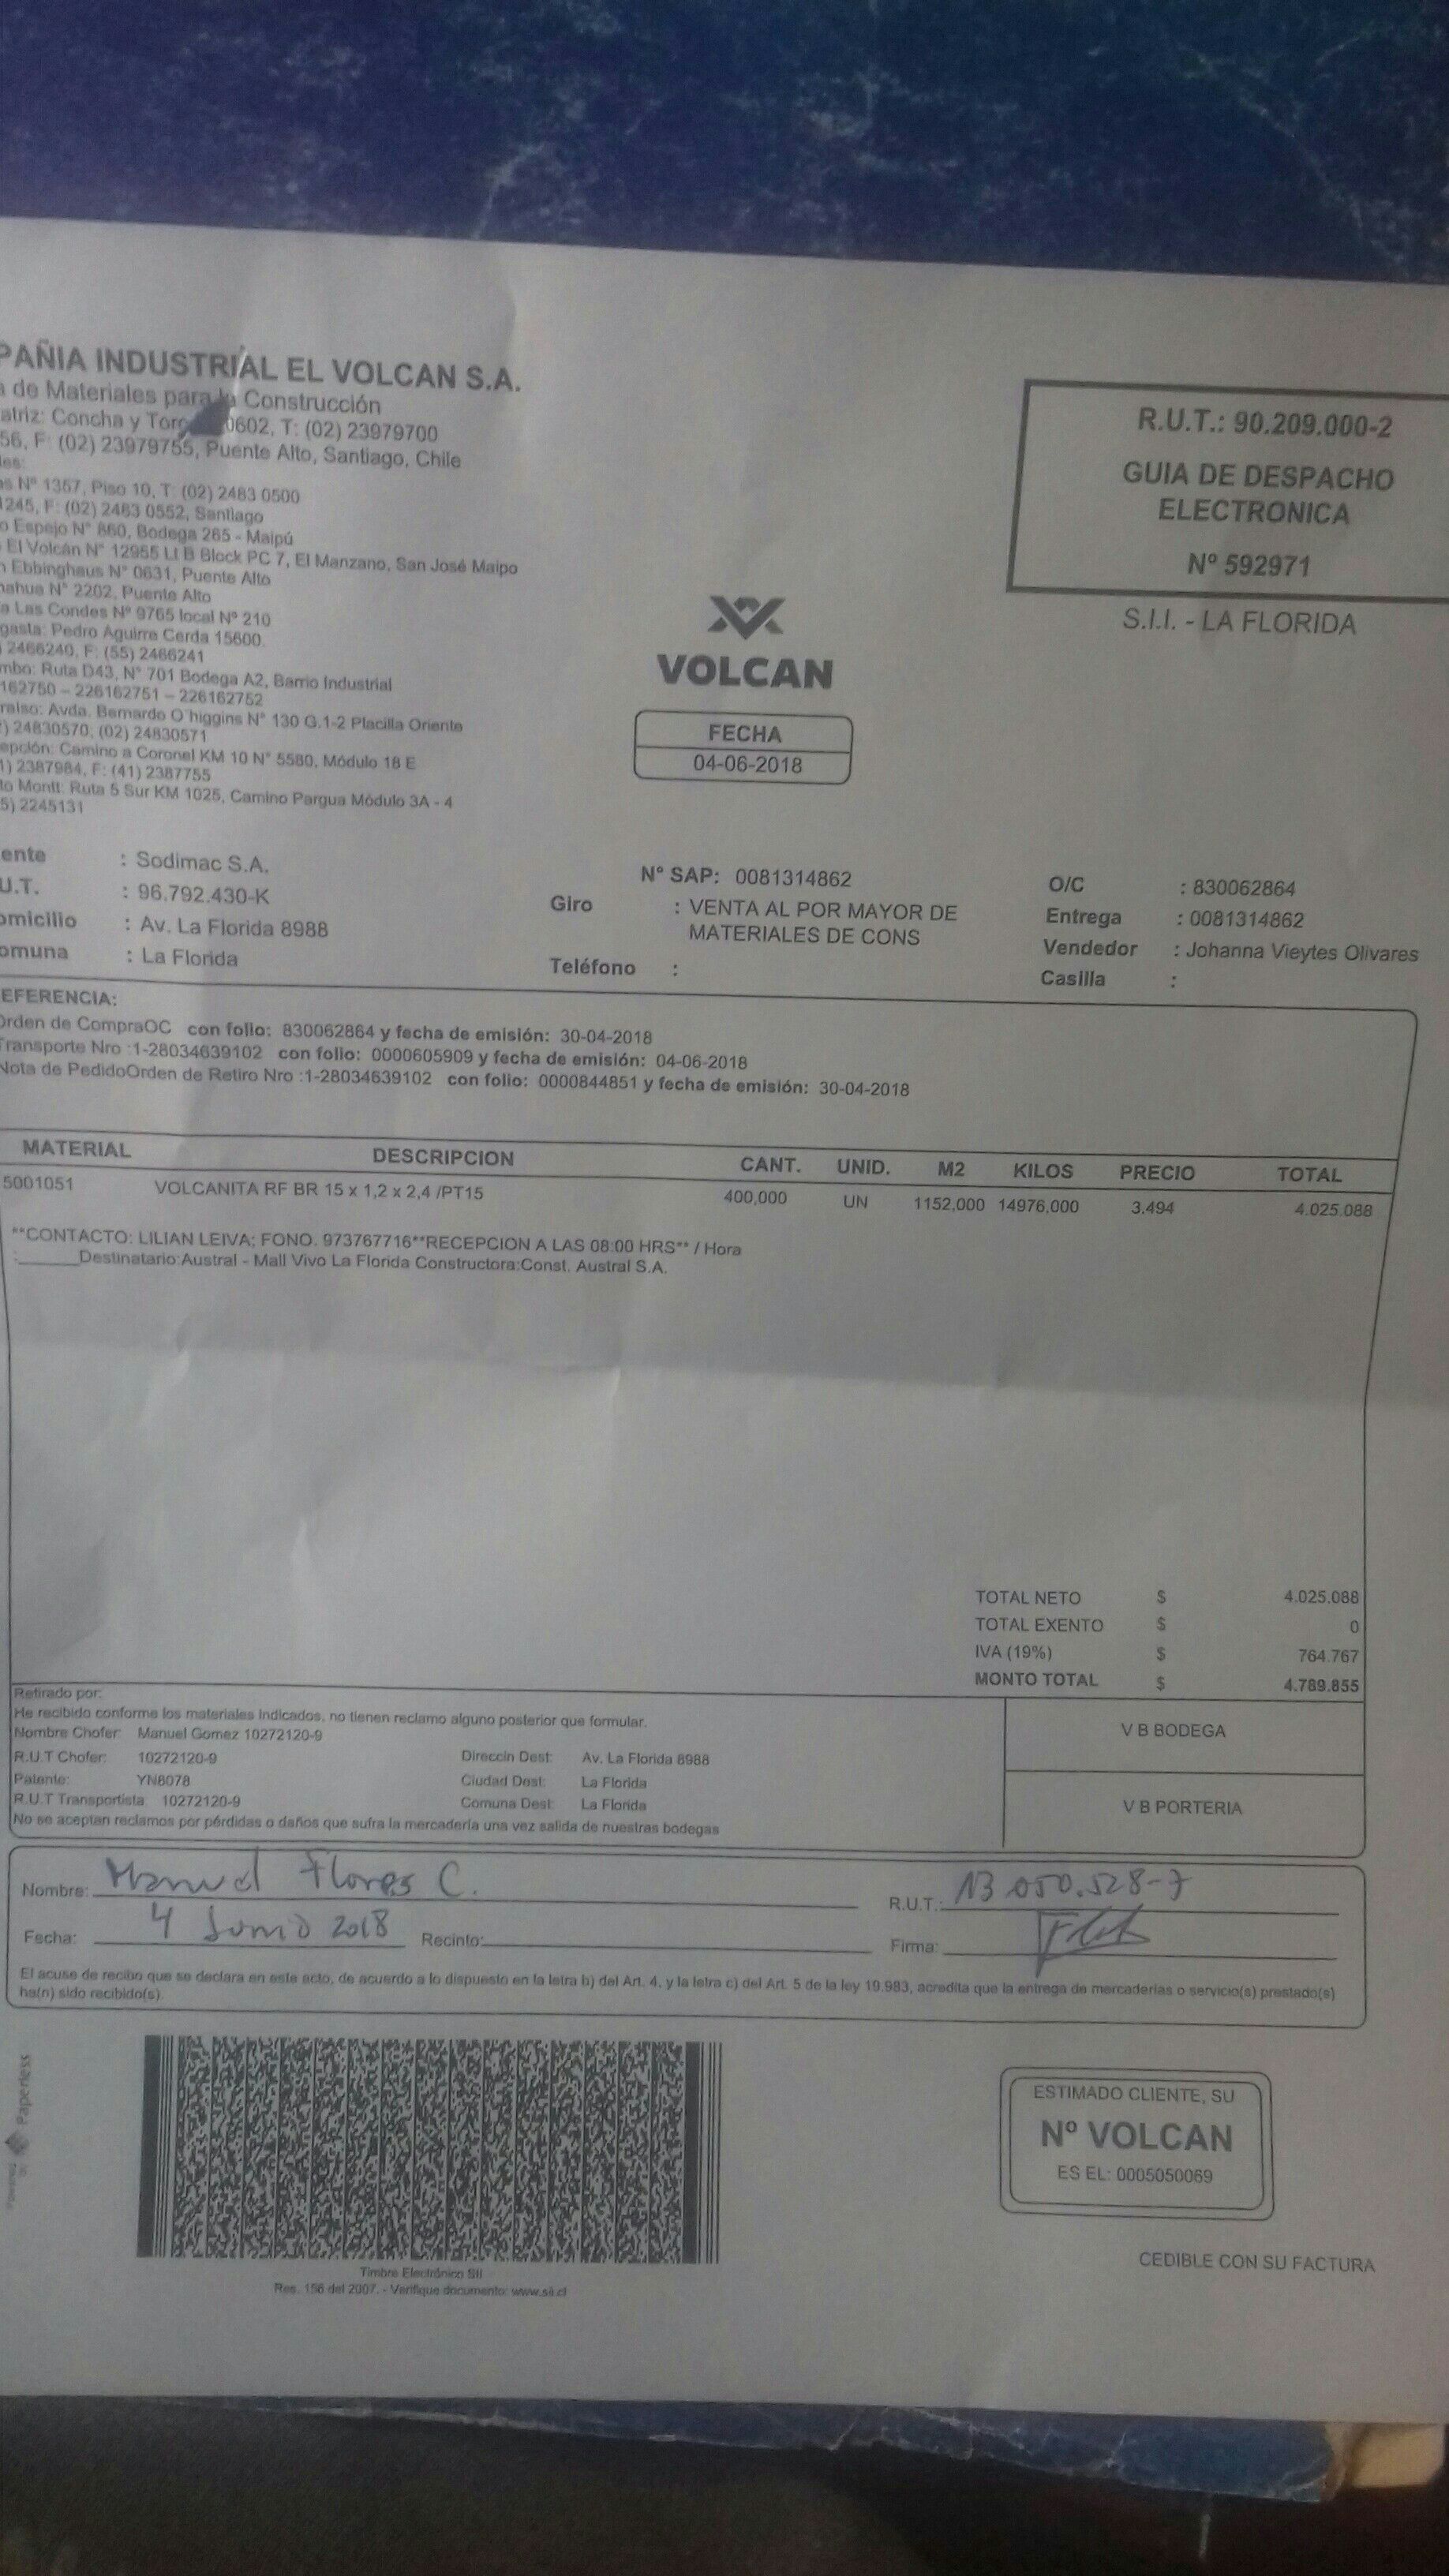 PAÑIA INDUSTRIAL EL VOLCAN S.A.
a de Materiales para la Construcción
atriz: Concha y Toro 0602, T: (02) 23979700
56, F: (02) 23979755, Puente Alto, Santiago, Chile
les:
as Nº 1357, Piso 10, T: (02) 2483 0500
1245, F: (02) 2483 0552, Santiago
o Espejo N° 860, Bodega 265 - Maipú
El Volcán N° 12955 Lt B Block PC 7, El Manzano, San José Maipo
n Ebbinghaus N° 0631, Puente Alto
nahua N° 2202, Puente Alto
a Las Condes Nº 9765 local Nº 210
gasta: Pedro Aguirre Cerda 15600.
2466240, F: (55) 2466241
mbo: Ruta D43, N° 701 Bodega A2, Barrio Industrial
162750 – 226162751 – 226162752
raiso: Avda. Bernardo O'higgins N° 130 G.1-2 Placilla Oriente
) 24830570, (02) 24830571
epción: Camino a Coronel KM 10 N° 5580, Módulo 18 E
1) 2387984, F: (41) 2387755
to Montt: Ruta 5 Sur KM 1025, Camino Pargua Módulo 3A - 4
5) 2245131
R.U.T.: 90.209.000-2
GUIA DE DESPACHO
ELECTRONICA
Nº 592971
S.I.I. - LA FLORIDA
VOLCAN
FECHA
04-06-2018
ente : Sodimac S.A.
U.T. : 96.792.430-K
omicilio : Av. La Florida 8988
omuna : La Florida
N° SAP: 0081314862
Giro : VENTA AL POR MAYOR DE
MATERIALES DE CONS
Teléfono :
O/C : 830062864
Entrega : 0081314862
Vendedor : Johanna Vieytes Olivares
Casilla :
EFERENCIA:
Orden de CompraOC con folio: 830062864 y fecha de emisión: 30-04-2018
Transporte Nro :1-28034639102 con folio: 0000605909 y fecha de emisión: 04-06-2018
Nota de PedidoOrden de Retiro Nro :1-28034639102 con folio: 0000844851 y fecha de emisión: 30-04-2018
MATERIAL DESCRIPCION CANT. UNID. M2 KILOS PRECIO TOTAL
5001051 VOLCANITA RF BR 15 x 1,2 x 2,4 /PT15 400,000 UN 1152,000 14976,000 3.494 4.025.088
**CONTACTO: LILIAN LEIVA; FONO. 973767716**RECEPCION A LAS 08:00 HRS** / Hora
:______Destinatario:Austral - Mall Vivo La Florida Constructora:Const. Austral S.A.
TOTAL NETO $ 4.025.088
TOTAL EXENTO $ 0
IVA (19%) $ 764.767
MONTO TOTAL $ 4.789.855
Retirado por:
He recibido conforme los materiales indicados, no tienen reclamo alguno posterior que formular.
Nombre Chofer: Manuel Gomez 10272120-9
R.U.T Chofer: 10272120-9 Direccin Dest: Av. La Florida 8988
Patente: YN8078 Ciudad Dest: La Florida
R.U.T Transportista: 10272120-9 Comuna Dest: La Florida
No se aceptan reclamos por pérdidas o daños que sufra la mercadería una vez salida de nuestras bodegas
V B BODEGA
V B PORTERIA
Nombre: Manuel Flores C. R.U.T.: 13.050.528-7
Fecha: 4 Junio 2018 Recinto: Firma:
El acuse de recibo que se declara en este acto, de acuerdo a lo dispuesto en la letra b) del Art. 4, y la letra c) del Art. 5 de la ley 19.983, acredita que la entrega de mercaderías o servicio(s) prestado(s)
ha(n) sido recibido(s).
Paperless
Timbre Electrónico SII
Res. 156 del 2007. - Verifique documento: www.sii.cl
ESTIMADO CLIENTE, SU
Nº VOLCAN
ES EL: 0005050069
CEDIBLE CON SU FACTURA